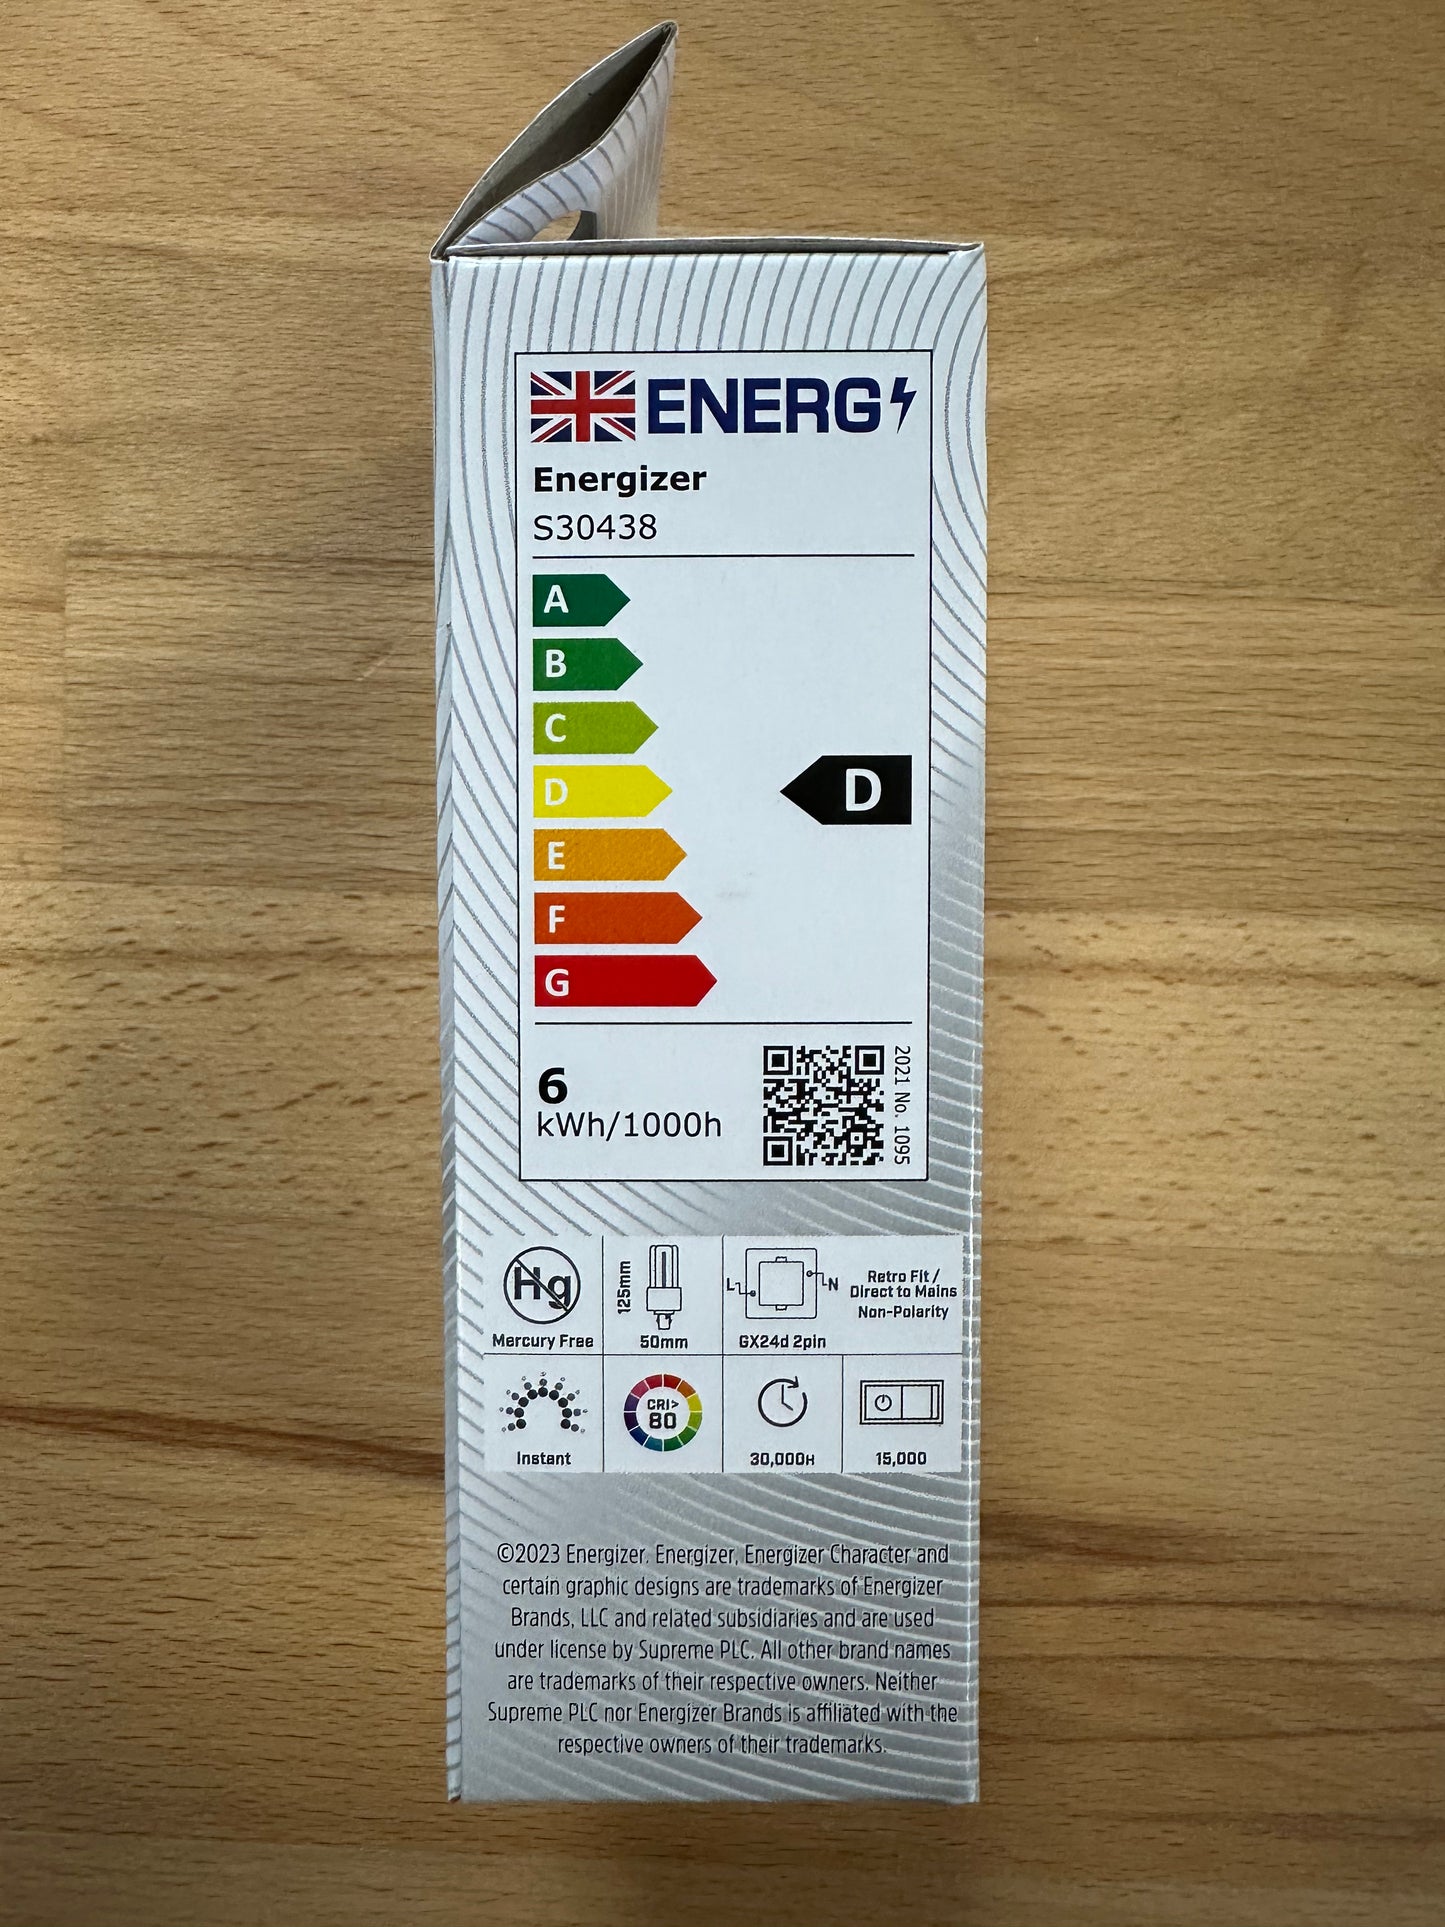 ENERG
Energizer
S30438
A
B
C
D
D
E
F
G
6
kWh/1000h
2021 No. 1095
Hg
Mercury Free
125mm
50mm
L
N
GX24d 2pin
Retro Fit /
Direct to Mains
Non-Polarity
Instant
CRI>
80
30,000H
15,000
©2023 Energizer. Energizer, Energizer Character and
certain graphic designs are trademarks of Energizer
Brands, LLC and related subsidiaries and are used
under license by Supreme PLC. All other brand names
are trademarks of their respective owners. Neither
Supreme PLC nor Energizer Brands is affiliated with the
respective owners of their trademarks.